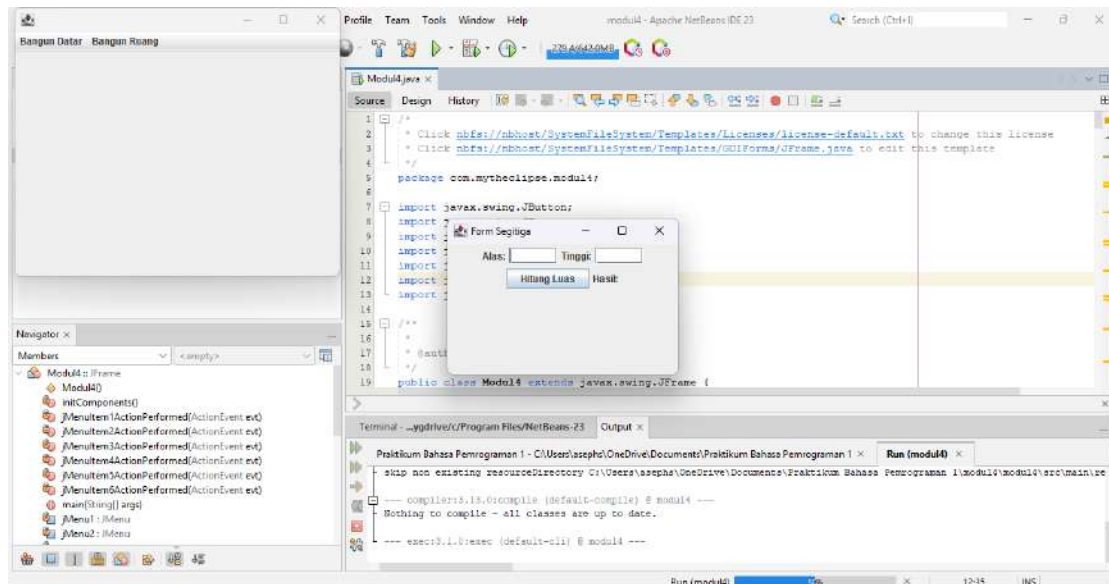 Profile Team Tools Window Help
modul4 - Apache NetBeans IDE 23
Search (Ctrl+I)
Bangun Datar Bangun Ruang
Modul4.java ×
Source Design History
1 /*
2 * Click nbfs://nbhost/SystemFileSystem/Templates/Licenses/license-default.txt to change this license
3 * Click nbfs://nbhost/SystemFileSystem/Templates/GUIForms/JFrame.java to edit this template
4 */
5 package com.mytheclipse.modul4;
6
7 import javax.swing.JButton;
8 import
9 import
10 import
11 import
12 import
13 import
14
15 /**
16 *
17 * @aut
18 */
19 public class Modul4 extends javax.swing.JFrame {
Form Segitiga
Alas: Tinggi:
Hitung Luas Hasil:
Navigator ×
Members <empty>
Modul4 :: JFrame
Modul4()
initComponents()
jMenuItem1ActionPerformed(ActionEvent evt)
jMenuItem2ActionPerformed(ActionEvent evt)
jMenuItem3ActionPerformed(ActionEvent evt)
jMenuItem4ActionPerformed(ActionEvent evt)
jMenuItem5ActionPerformed(ActionEvent evt)
jMenuItem6ActionPerformed(ActionEvent evt)
main(String[] args)
jMenu1 : JMenu
jMenu2 : JMenu
Terminal - ...ygdrive/c/Program Files/NetBeans-23 Output ×
Praktikum Bahasa Pemrograman 1 - C:\Users\asephs\OneDrive\Documents\Praktikum Bahasa Pemrograman 1 × Run (modul4) ×
skip non existing resourceDirectory C:\Users\asephs\OneDrive\Documents\Praktikum Bahasa Pemrograman 1\modul4\modul4\src\main\re
--- compiler:3.13.0:compile (default-compile) @ modul4 ---
Nothing to compile - all classes are up to date.
--- exec:3.1.0:exec (default-cli) @ modul4 ---
Run (modul4)
12:35 INS